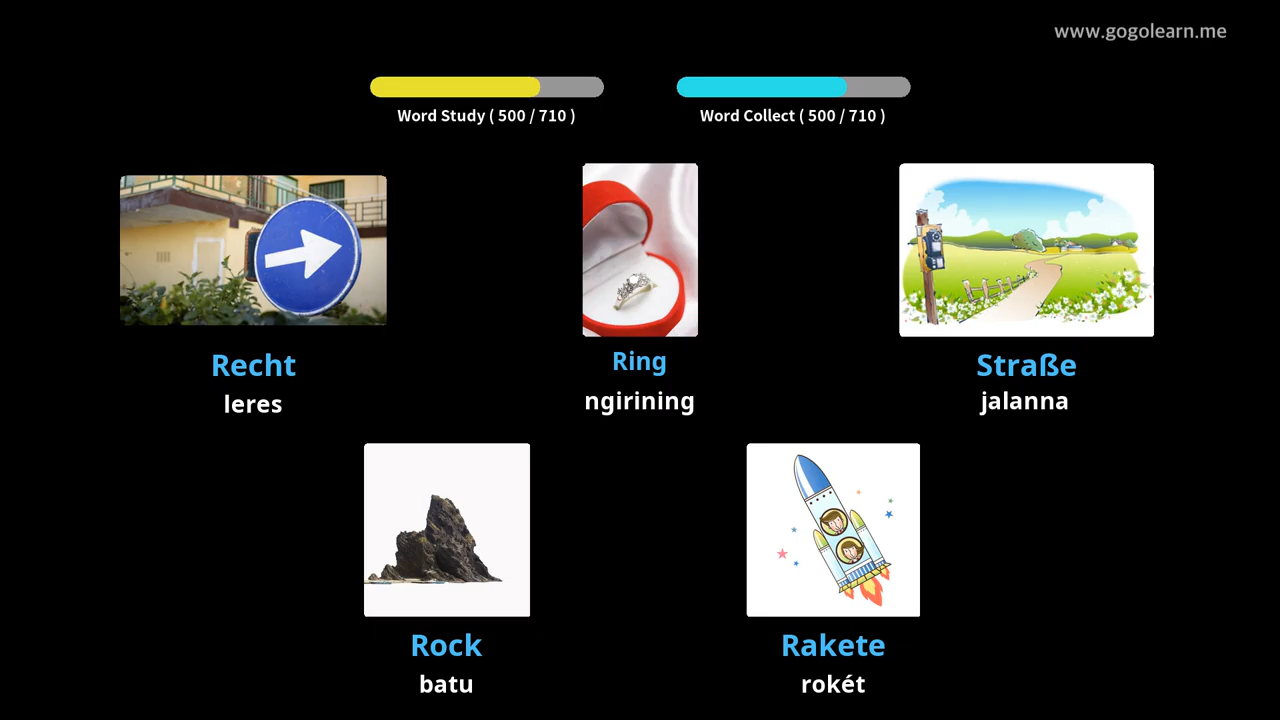 www.gogolearn.me
Word Study ( 500 / 710 )
Word Collect ( 500 / 710 )
Recht
leres
Ring
ngirining
Straße
jalanna
Rock
batu
Rakete
rokét